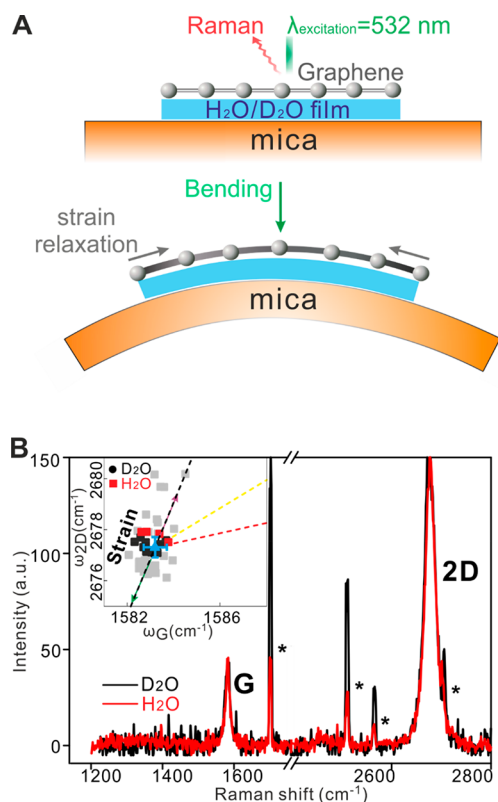 A
Raman
λexcitation=532 nm
Graphene
H₂O/D₂O film
mica
Bending
strain
relaxation
mica
B
150
100
50
0
Intensity (a.u.)
D₂O
H₂O
Strain
2680
2678
2676
ω2D(cm⁻¹)
1582
1586
ωG(cm⁻¹)
G
2D
*
*
*
*
D₂O
H₂O
1200
1400
1600
2600
2800
Raman shift (cm⁻¹)